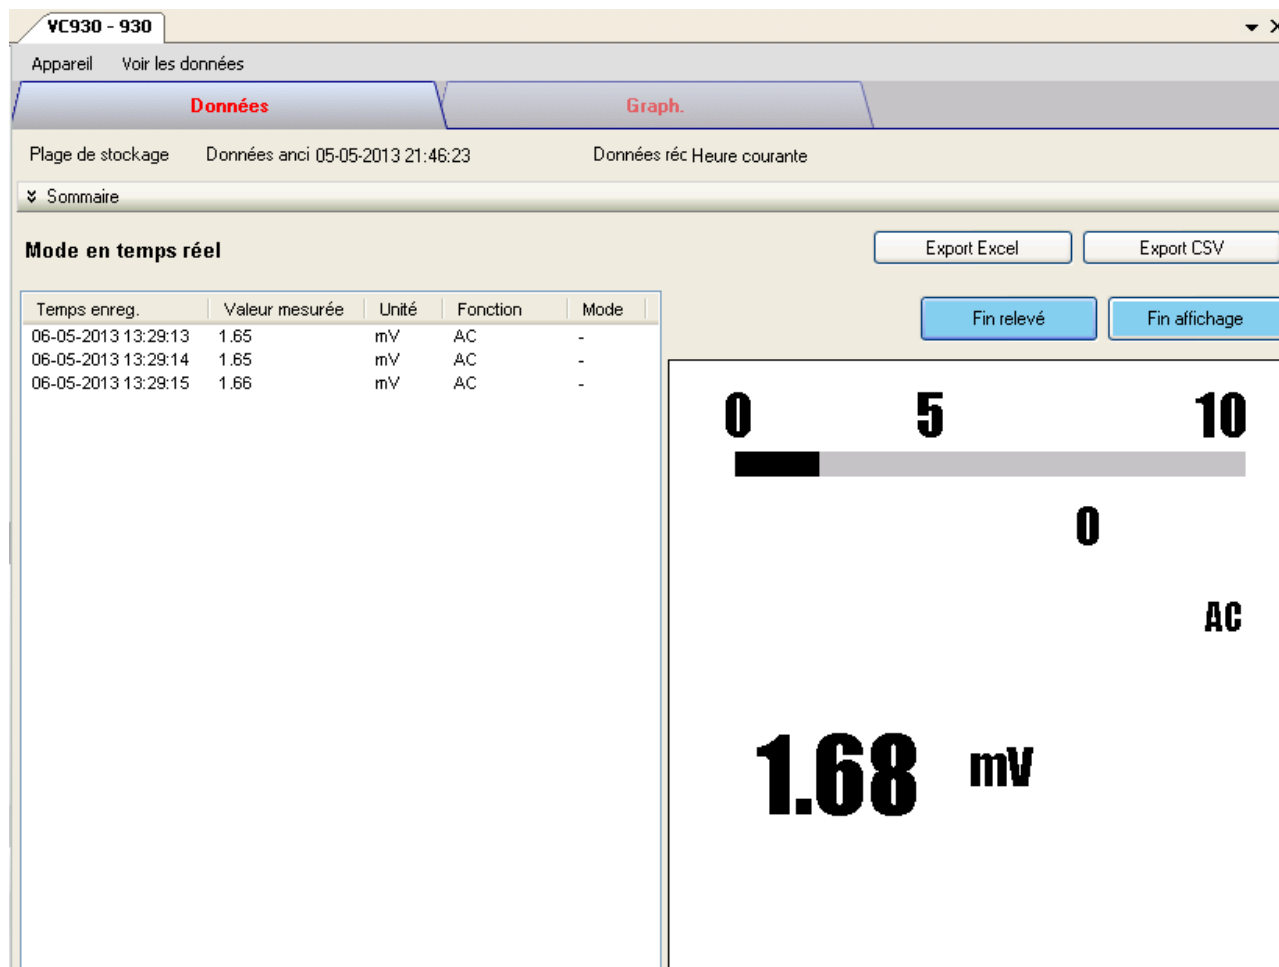 VC930 - 930
Appareil Voir les données
Données Graph.
Plage de stockage Données anci 05-05-2013 21:46:23 Données réc Heure courante
Sommaire
Mode en temps réel Export Excel Export CSV
Temps enreg. Valeur mesurée Unité Fonction Mode
Fin relevé Fin affichage
06-05-2013 13:29:13 1.65 mV AC -
06-05-2013 13:29:14 1.65 mV AC -
06-05-2013 13:29:15 1.66 mV AC -
0 5 10
0
AC
1.68 mV